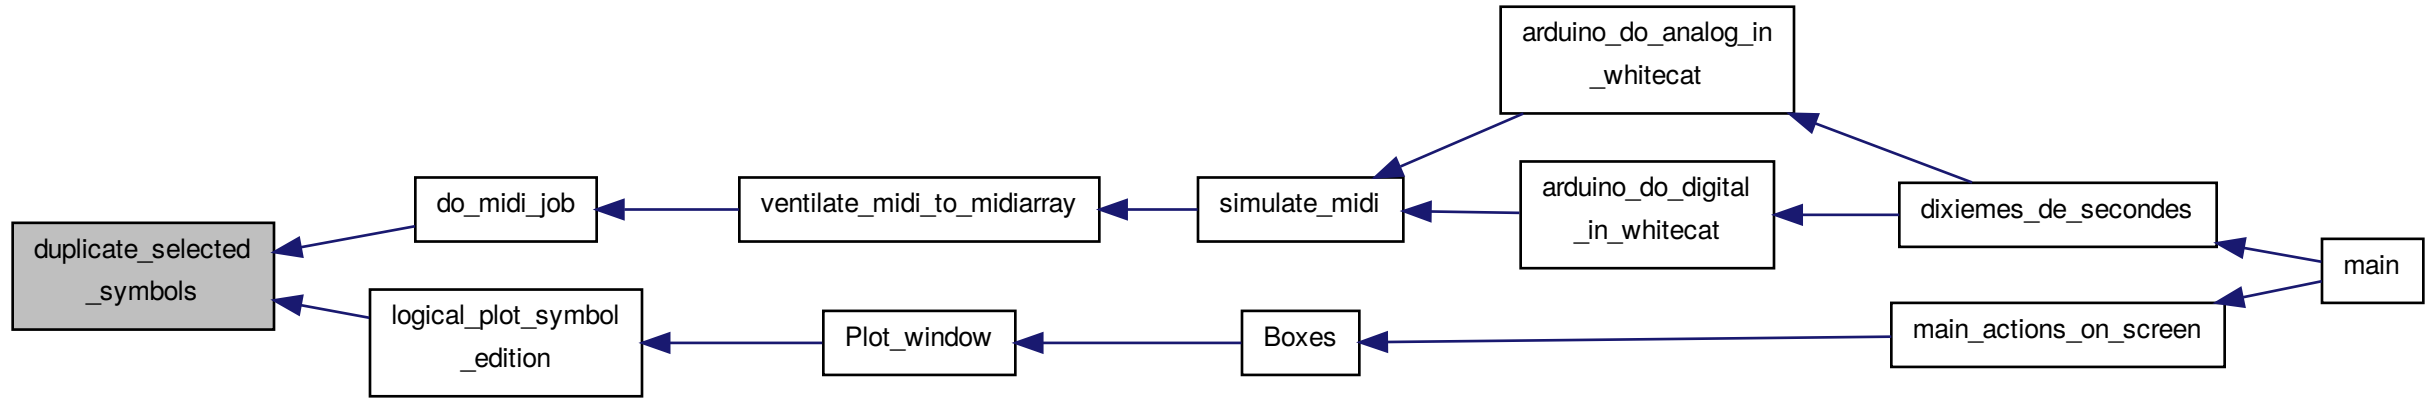 duplicate_selected
_symbols
do_midi_job
logical_plot_symbol
_edition
ventilate_midi_to_midiarray
Plot_window
simulate_midi
Boxes
arduino_do_analog_in
_whitecat
arduino_do_digital
_in_whitecat
dixiemes_de_secondes
main_actions_on_screen
main